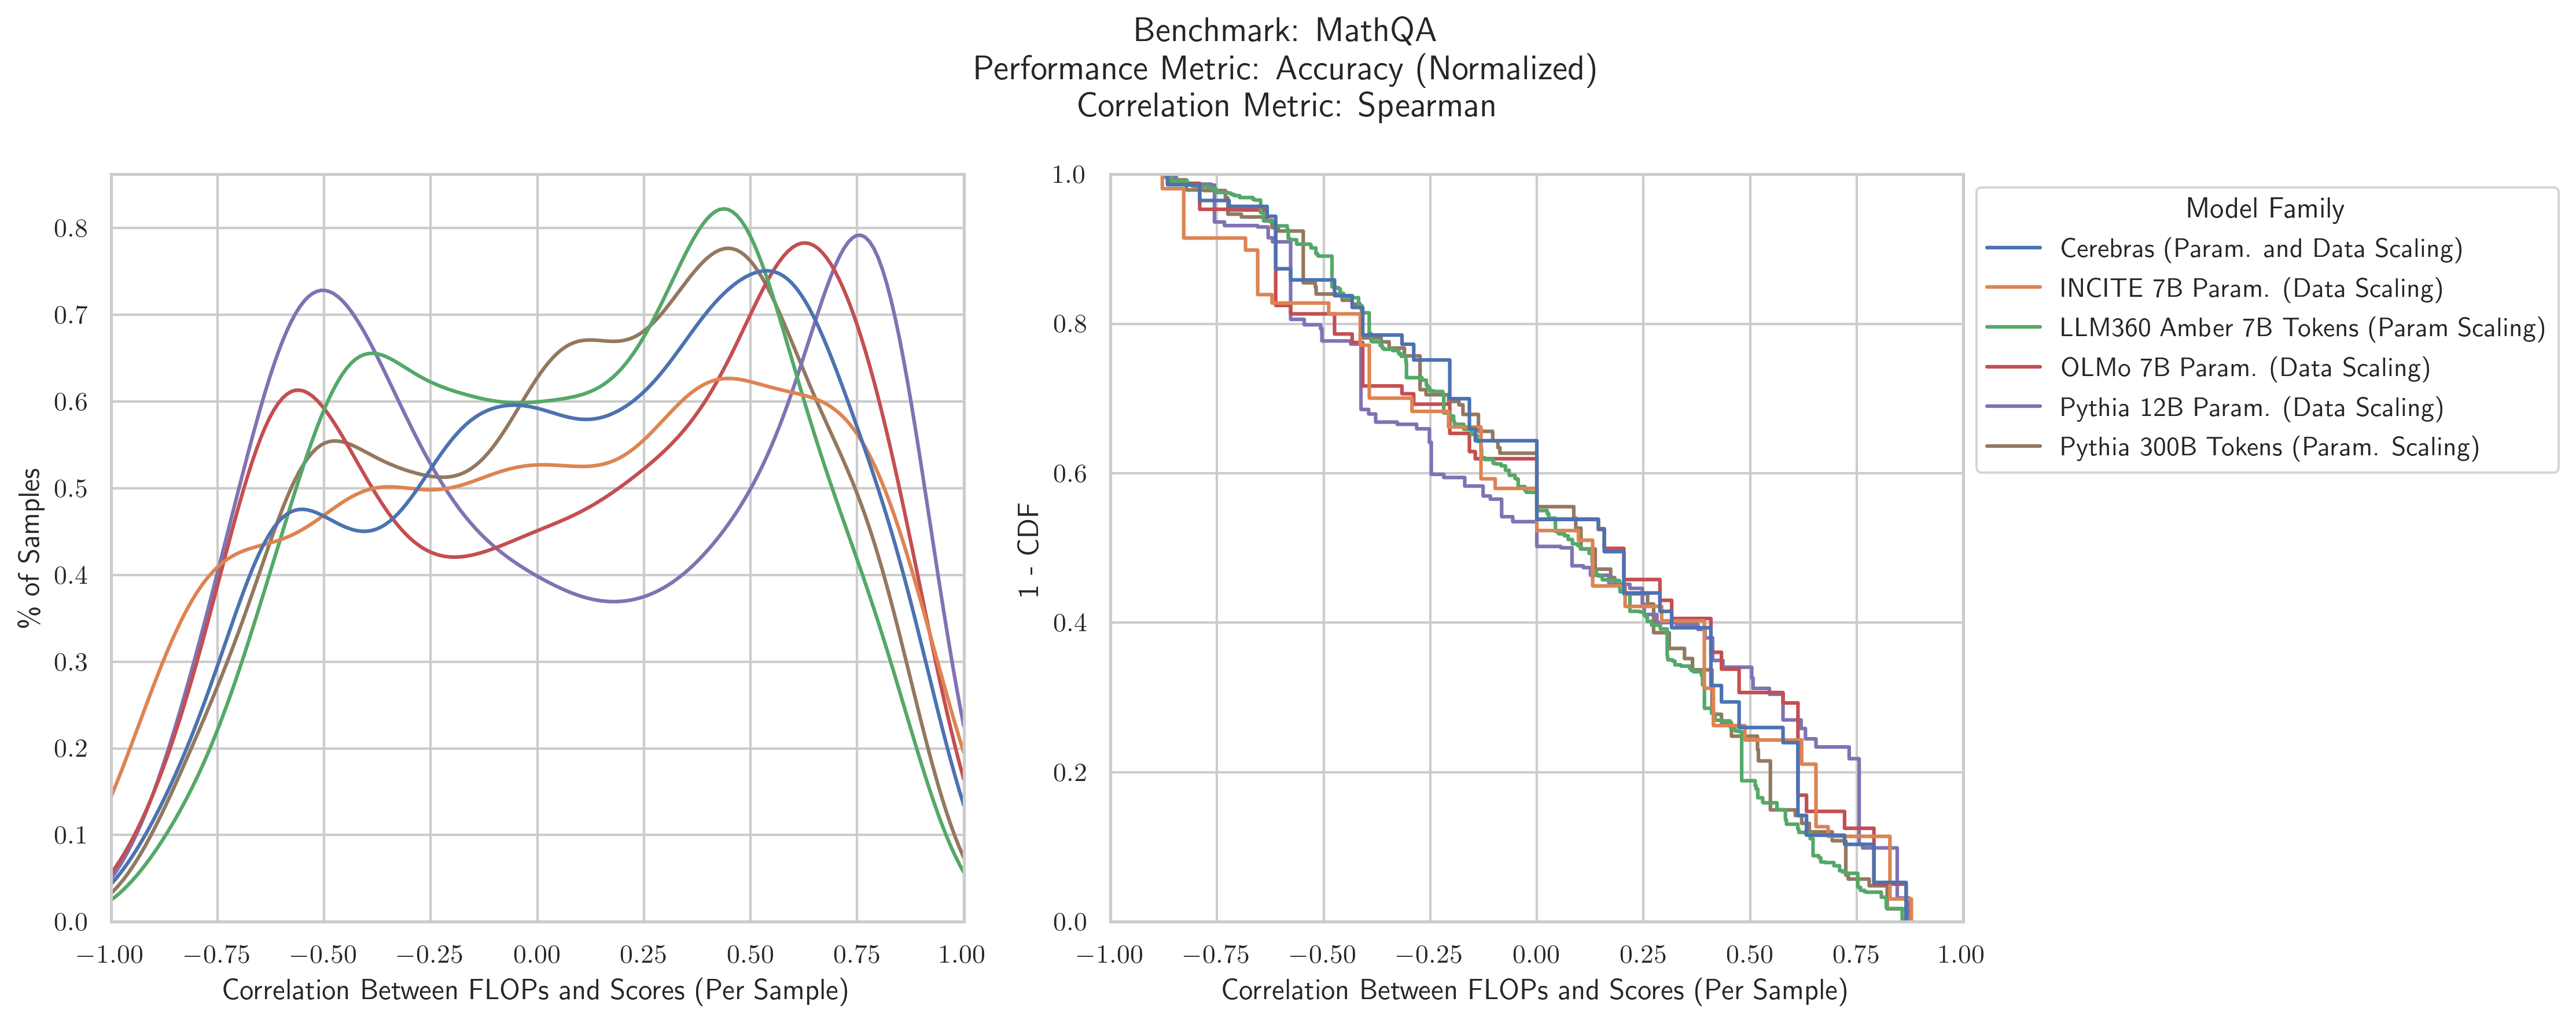 Benchmark: MathQA
Performance Metric: Accuracy (Normalized)
Correlation Metric: Spearman
% of Samples
0.8
0.7
0.6
0.5
0.4
0.3
0.2
0.1
0.0
−1.00 −0.75 −0.50 −0.25 0.00 0.25 0.50 0.75 1.00
Correlation Between FLOPs and Scores (Per Sample)
1 - CDF
1.0
0.8
0.6
0.4
0.2
0.0
−1.00 −0.75 −0.50 −0.25 0.00 0.25 0.50 0.75 1.00
Correlation Between FLOPs and Scores (Per Sample)
Model Family
Cerebras (Param. and Data Scaling)
INCITE 7B Param. (Data Scaling)
LLM360 Amber 7B Tokens (Param Scaling)
OLMo 7B Param. (Data Scaling)
Pythia 12B Param. (Data Scaling)
Pythia 300B Tokens (Param. Scaling)